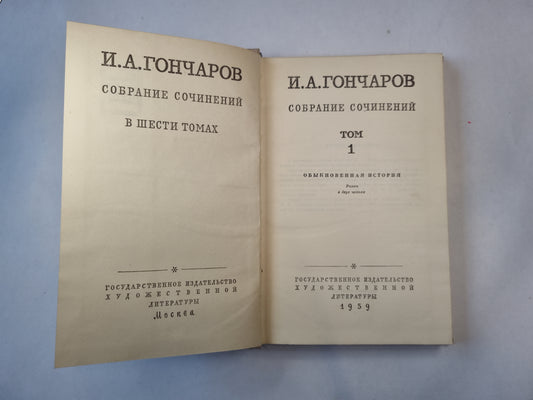 И.А.ГОНЧАРОВ
СОБРАНИЕ СОЧИНЕНИЙ
В ШЕСТИ ТОМАХ
ГОСУДАРСТВЕННОЕ ИЗДАТЕЛЬСТВО
ХУДОЖЕСТВЕННОЙ
ЛИТЕРАТУРЫ
Москва
И.А.ГОНЧАРОВ
СОБРАНИЕ СОЧИНЕНИЙ
ТОМ
1
ОБЫКНОВЕННАЯ ИСТОРИЯ
Роман
в двух частях
ГОСУДАРСТВЕННОЕ ИЗДАТЕЛЬСТВО
ХУДОЖЕСТВЕННОЙ
ЛИТЕРАТУРЫ
1959